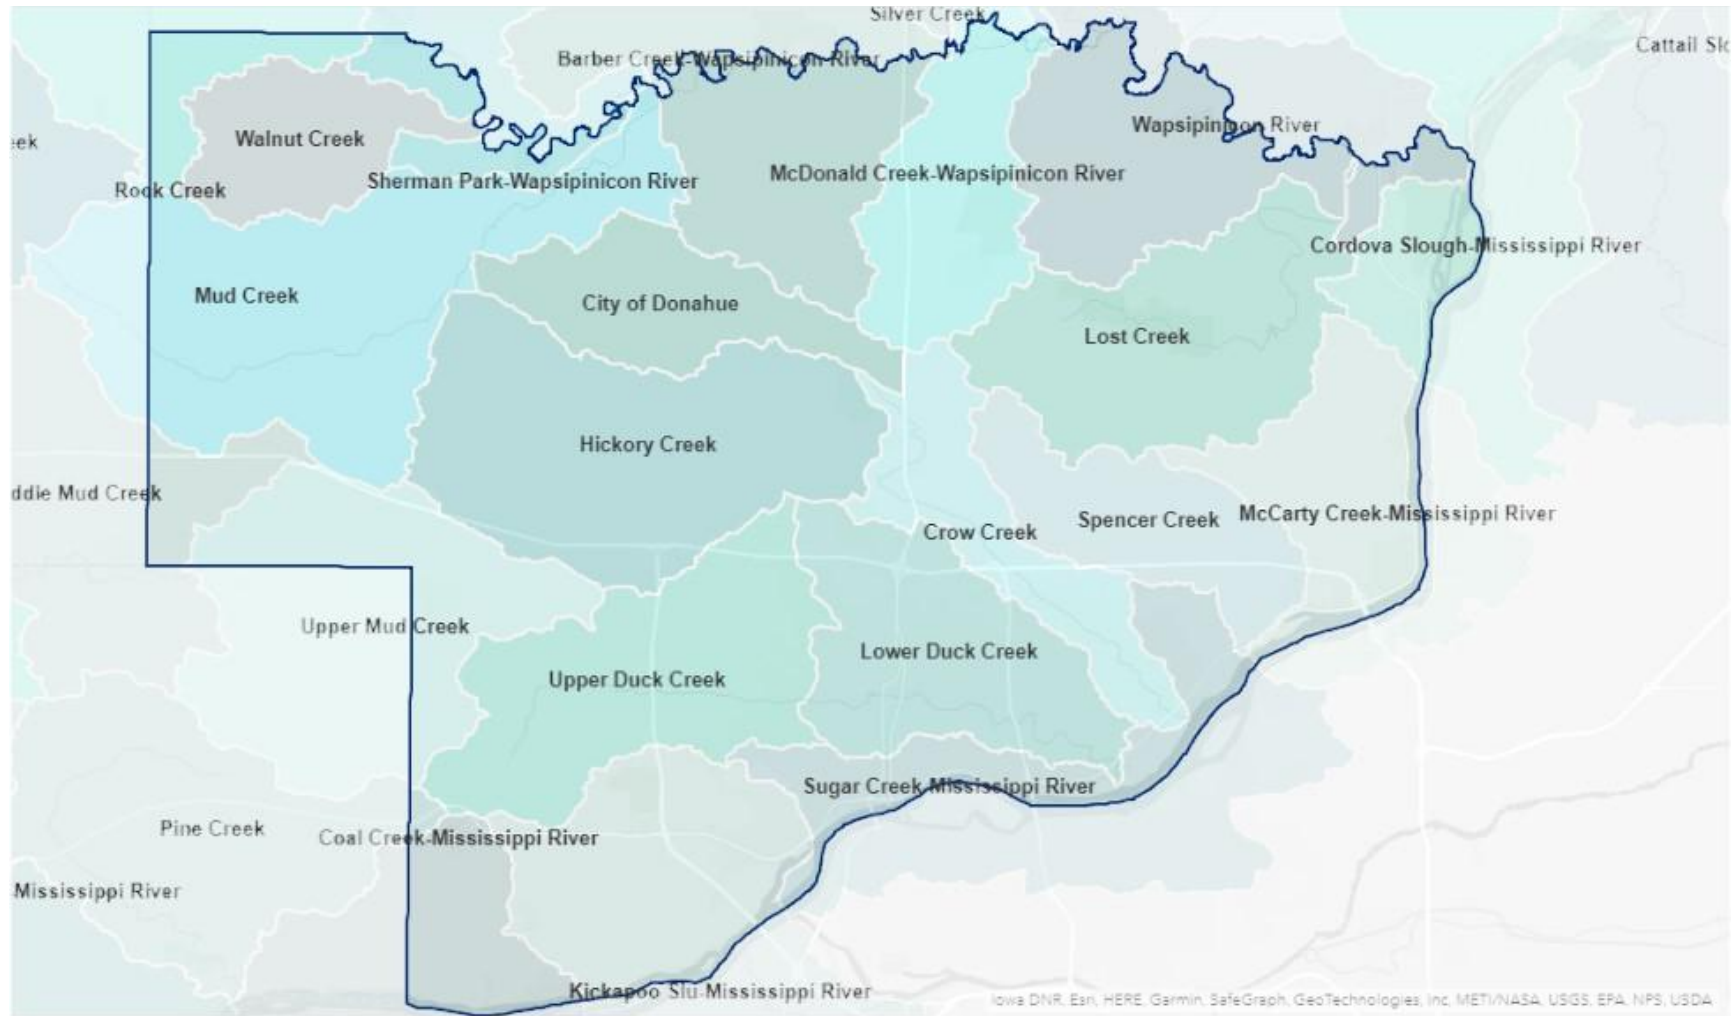 Silver Creek
Cattail Slo
Barber Creek-Wapsipinicon River
Wapsipinicon River
eek
Walnut Creek
McDonald Creek-Wapsipinicon River
Sherman Park-Wapsipinicon River
Rock Creek
Cordova Slough-Mississippi River
Mud Creek
City of Donahue
Lost Creek
Hickory Creek
ddie Mud Creek
McCarty Creek-Mississippi River
Spencer Creek
Crow Creek
Upper Mud Creek
Lower Duck Creek
Upper Duck Creek
Sugar Creek-Mississippi River
Pine Creek
Coal Creek-Mississippi River
-Mississippi River
Kickapoo Slu-Mississippi River
Iowa DNR, Esri, HERE, Garmin, SafeGraph, GeoTechnologies, Inc, METI/NASA, USGS, EPA, NPS, USDA